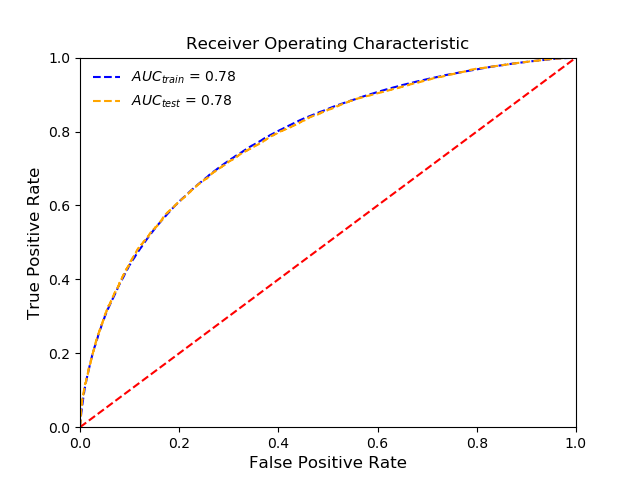 Receiver Operating Characteristic
AUC_train = 0.78
AUC_test = 0.78
True Positive Rate
1.0
0.8
0.6
0.4
0.2
0.0
0.0 0.2 0.4 0.6 0.8 1.0
False Positive Rate